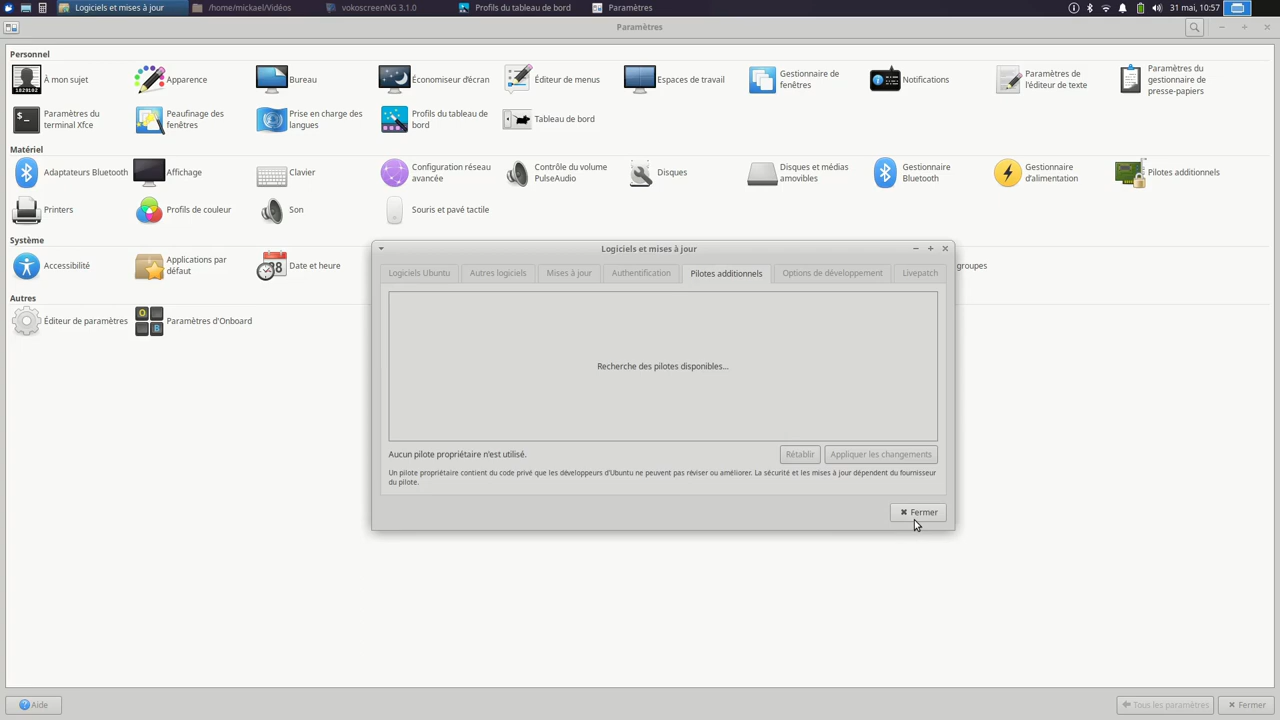 Logiciels et mises à jour
/home/mickael/Vidéos
vokoscreenNG 3.1.0
Profils du tableau de bord
Paramètres
31 mai, 10:57
Paramètres
Personnel
À mon sujet
Apparence
Bureau
Économiseur d'écran
Éditeur de menus
Espaces de travail
Gestionnaire de
fenêtres
Notifications
Paramètres de
l'éditeur de texte
Paramètres du
gestionnaire de
presse-papiers
Paramètres du
terminal Xfce
Peaufinage des
fenêtres
Prise en charge des
langues
Profils du tableau de
bord
Tableau de bord
Matériel
Adaptateurs Bluetooth
Affichage
Clavier
Configuration réseau
avancée
Contrôle du volume
PulseAudio
Disques
Disques et médias
amovibles
Gestionnaire
Bluetooth
Gestionnaire
d'alimentation
Pilotes additionnels
Printers
Profils de couleur
Son
Souris et pavé tactile
Système
Accessibilité
Applications par
défaut
Date et heure
groupes
Autres
Éditeur de paramètres
Paramètres d'Onboard
Logiciels et mises à jour
Logiciels Ubuntu
Autres logiciels
Mises à jour
Authentification
Pilotes additionnels
Options de développement
Livepatch
Recherche des pilotes disponibles...
Aucun pilote propriétaire n'est utilisé.
Rétablir
Appliquer les changements
Un pilote propriétaire contient du code privé que les développeurs d'Ubuntu ne peuvent pas réviser ou améliorer. La sécurité et les mises à jour dépendent du fournisseur
du pilote.
Fermer
Aide
Tous les paramètres
Fermer